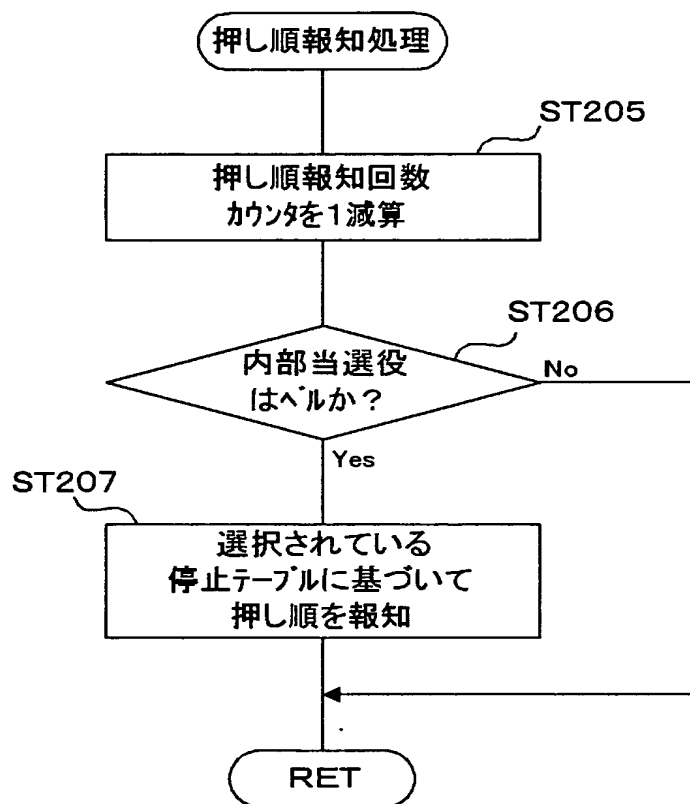 押し順報知処理
ST205
押し順報知回数
ｶｳﾝﾀを1減算
ST206
内部当選役
はﾍﾞﾙか？
No
Yes
ST207
選択されている
停止ﾃｰﾌﾞﾙに基づいて
押し順を報知
RET